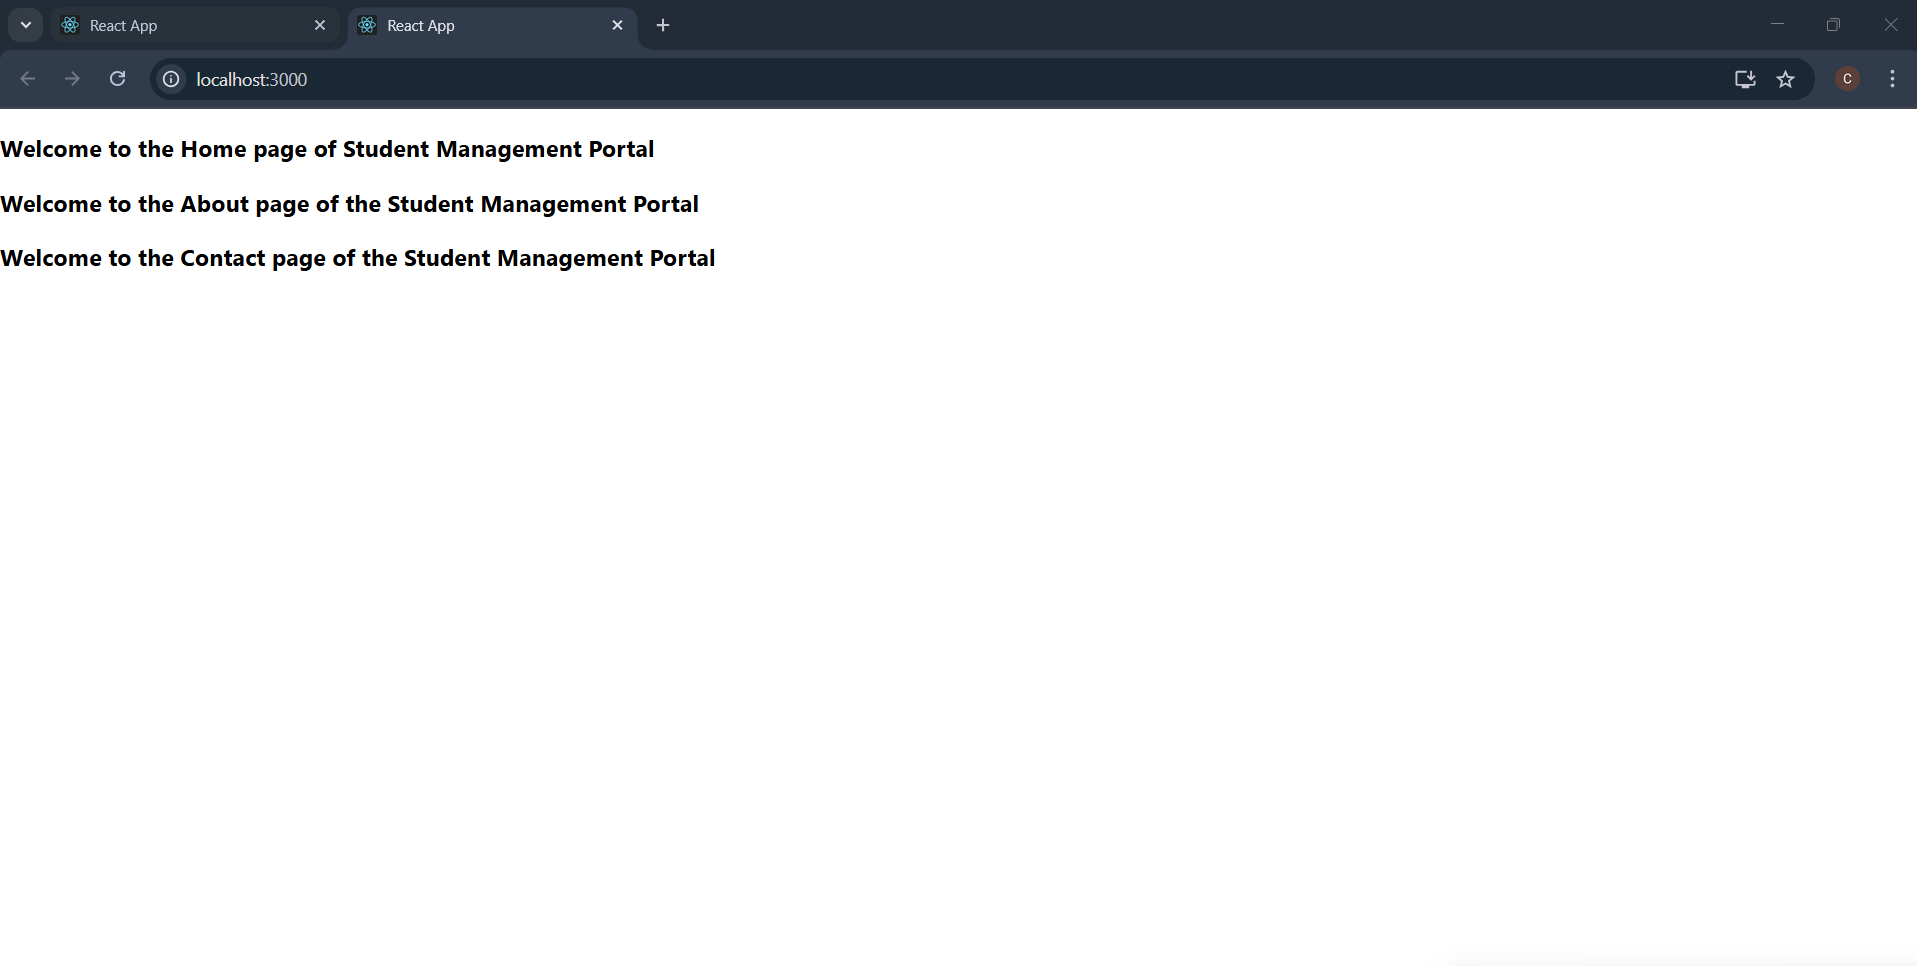 React App
React App
localhost:3000
C
Welcome to the Home page of Student Management Portal
Welcome to the About page of the Student Management Portal
Welcome to the Contact page of the Student Management Portal